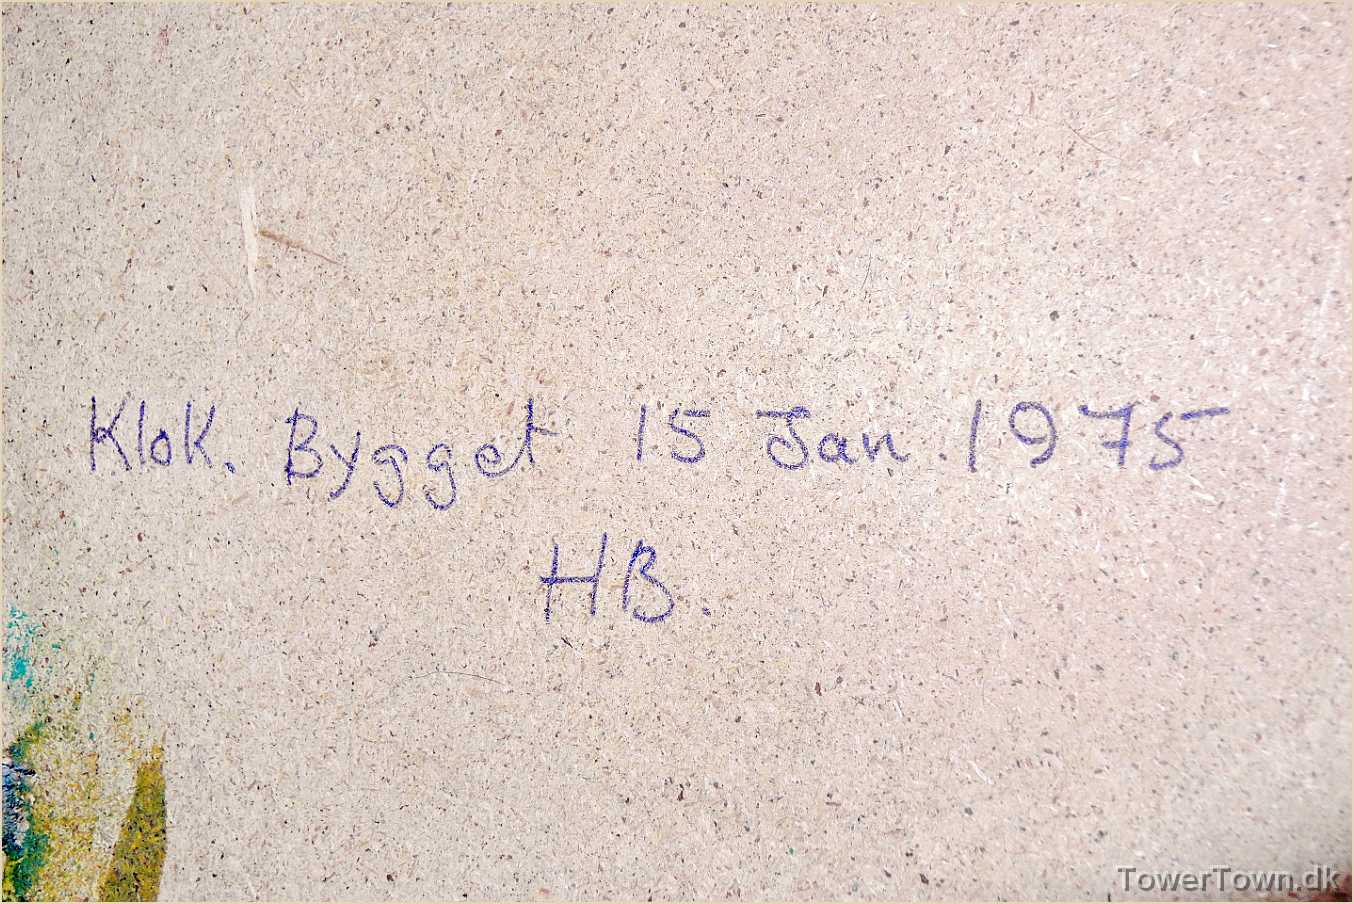 Klok. Bygget 15 Jan. 1975
HB.
TowerTown.dk